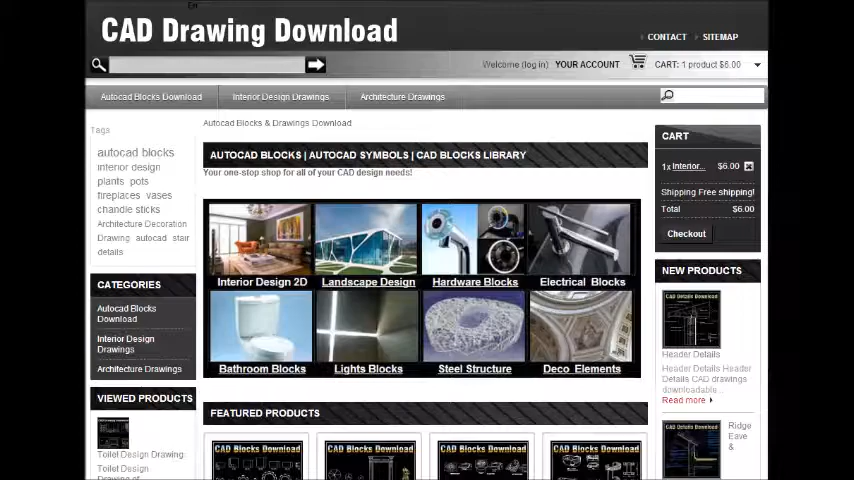 CAD Drawing Download
CONTACT
SITEMAP
Welcome (log in) YOUR ACCOUNT
CART: 1 product $6.00
Autocad Blocks Download
Interior Design Drawings
Architecture Drawings
Tags
autocad blocks
interior design
plants pots
fireplaces vases
chandle sticks
Architecture Decoration
Drawing autocad stair
details
CATEGORIES
Autocad Blocks
Download
Interior Design
Drawings
Architecture Drawings
VIEWED PRODUCTS
Toilet Design Drawing:
Toilet Design
Autocad Blocks & Drawings Download
AUTOCAD BLOCKS | AUTOCAD SYMBOLS | CAD BLOCKS LIBRARY
Your one-stop shop for all of your CAD design needs!
Interior Design 2D
Landscape Design
Hardware Blocks
Electrical Blocks
Bathroom Blocks
Lights Blocks
Steel Structure
Deco Elements
FEATURED PRODUCTS
CAD Blocks Download
CAD Blocks Download
CAD Blocks Download
CAD Blocks Download
CART
1x Interior... $6.00
Shipping Free shipping!
Total $6.00
Checkout
NEW PRODUCTS
CAD Details Download
Header Details
Header Details Header
Details CAD drawings
downloadable...
Read more
CAD Details Download
Ridge
Eave
&